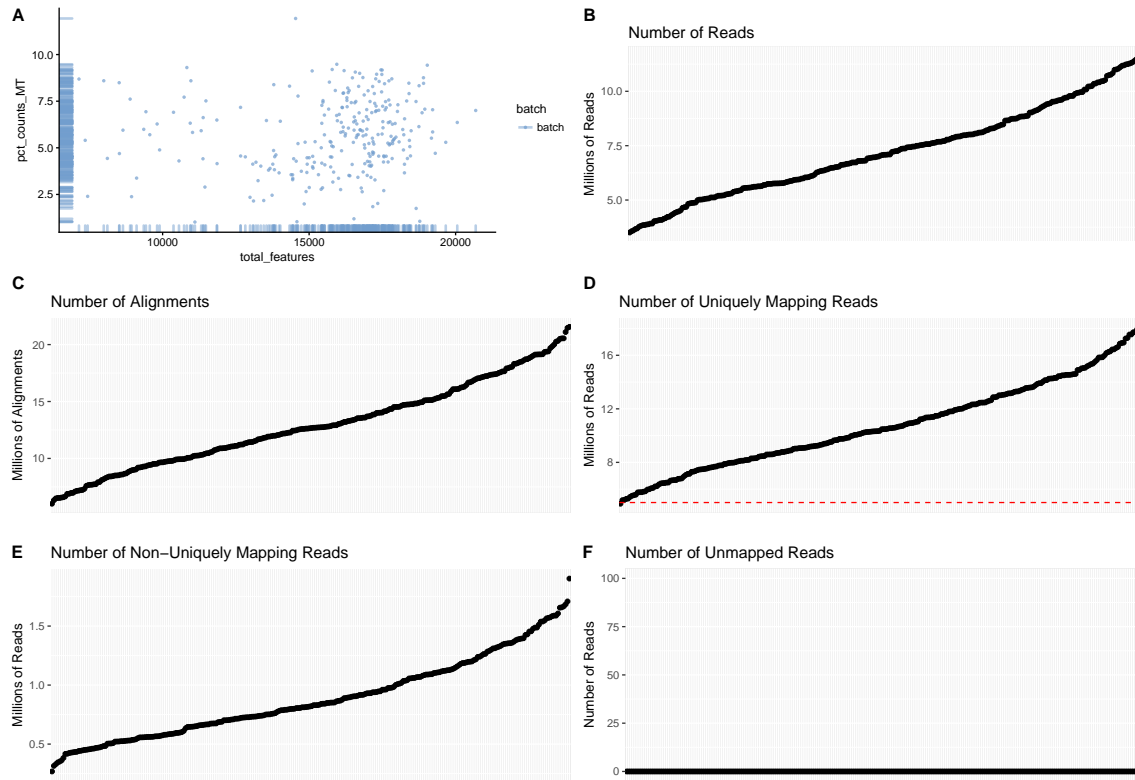 A
pct_counts_MT
10.0
7.5
5.0
2.5
10000
15000
20000
total_features
batch
batch
B
Number of Reads
Millions of Reads
10.0
7.5
5.0
C
Number of Alignments
Millions of Alignments
20
15
10
D
Number of Uniquely Mapping Reads
Millions of Reads
16
12
8
E
Number of Non−Uniquely Mapping Reads
Millions of Reads
1.5
1.0
0.5
F
Number of Unmapped Reads
Number of Reads
100
75
50
25
0